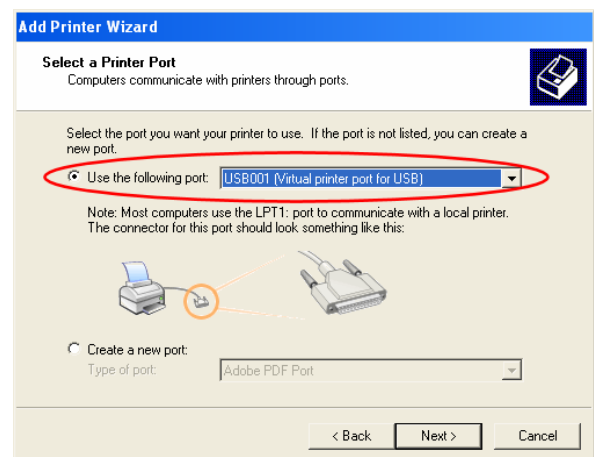 Add Printer Wizard
Select a Printer Port
Computers communicate with printers through ports.
Select the port you want your printer to use. If the port is not listed, you can create a
new port.
Use the following port: USB001 (Virtual printer port for USB)
Note: Most computers use the LPT1: port to communicate with a local printer.
The connector for this port should look something like this:
Create a new port:
Type of port: Adobe PDF Port
< Back Next > Cancel